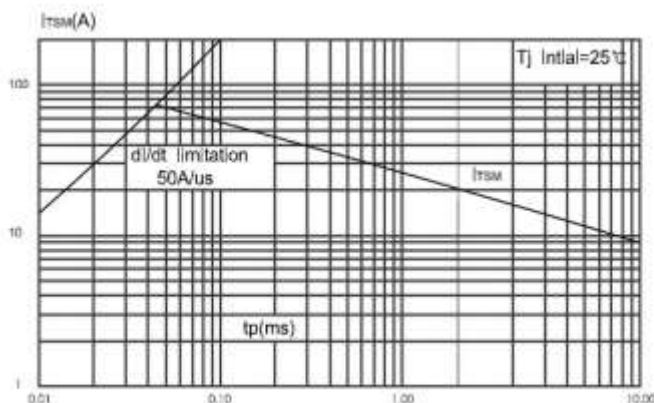 ITSM(A)
Tj Intial=25℃
100
dI/dt limitation
50A/us
ITSM
10
tp(ms)
1
0.01 0.10 1.00 10.00